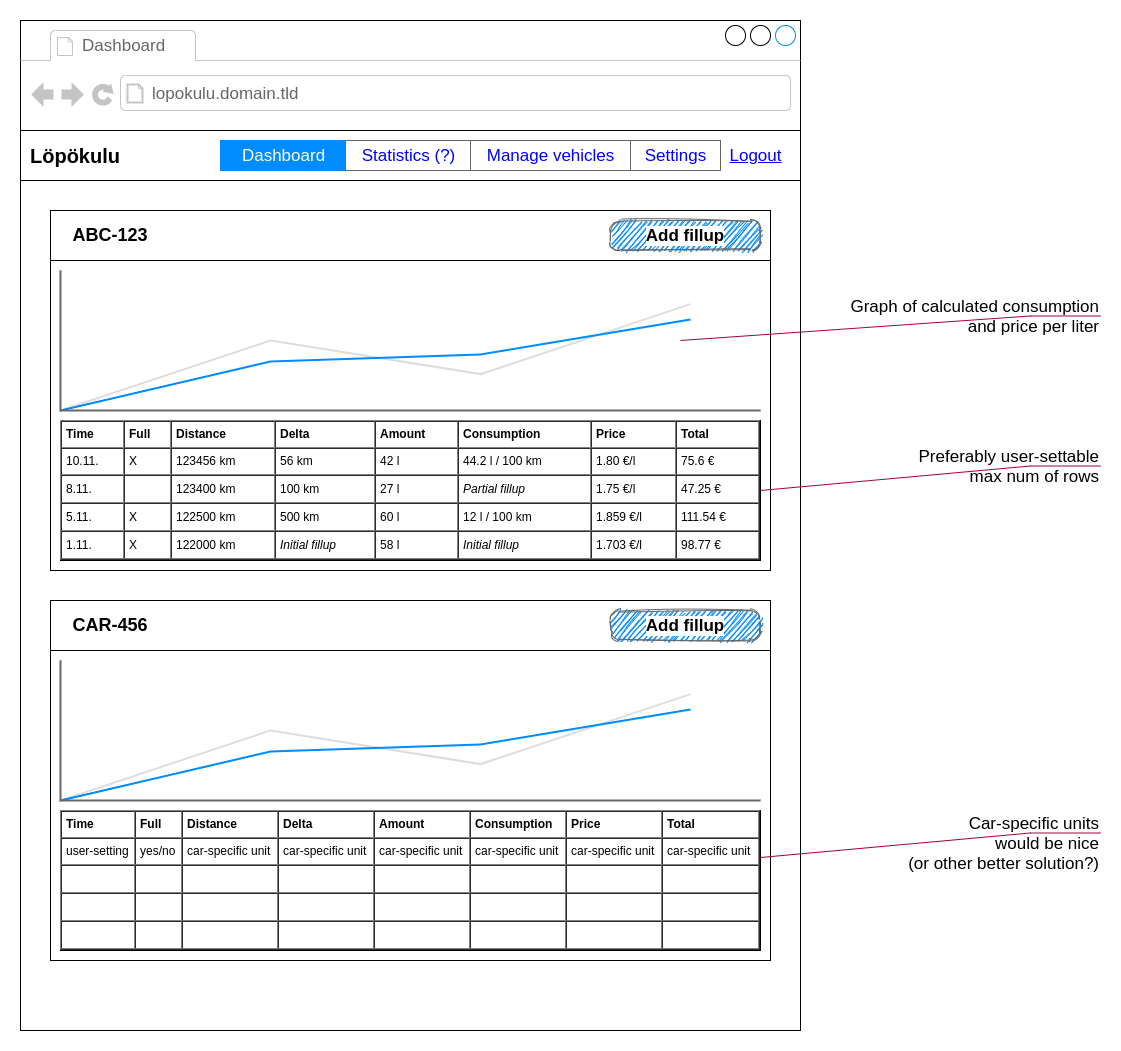 Dashboard
lopokulu.domain.tld
Löpökulu Dashboard Statistics (?) Manage vehicles Settings Logout
ABC-123 Add fillup
Graph of calculated consumption
and price per liter
Time Full Distance Delta Amount Consumption Price Total
10.11. X 123456 km 56 km 42 l 44.2 l / 100 km 1.80 €/l 75.6 €
8.11. 123400 km 100 km 27 l Partial fillup 1.75 €/l 47.25 €
5.11. X 122500 km 500 km 60 l 12 l / 100 km 1.859 €/l 111.54 €
1.11. X 122000 km Initial fillup 58 l Initial fillup 1.703 €/l 98.77 €
Preferably user-settable
max num of rows
CAR-456 Add fillup
Time Full Distance Delta Amount Consumption Price Total
user-setting yes/no car-specific unit car-specific unit car-specific unit car-specific unit car-specific unit car-specific unit
Car-specific units
would be nice
(or other better solution?)